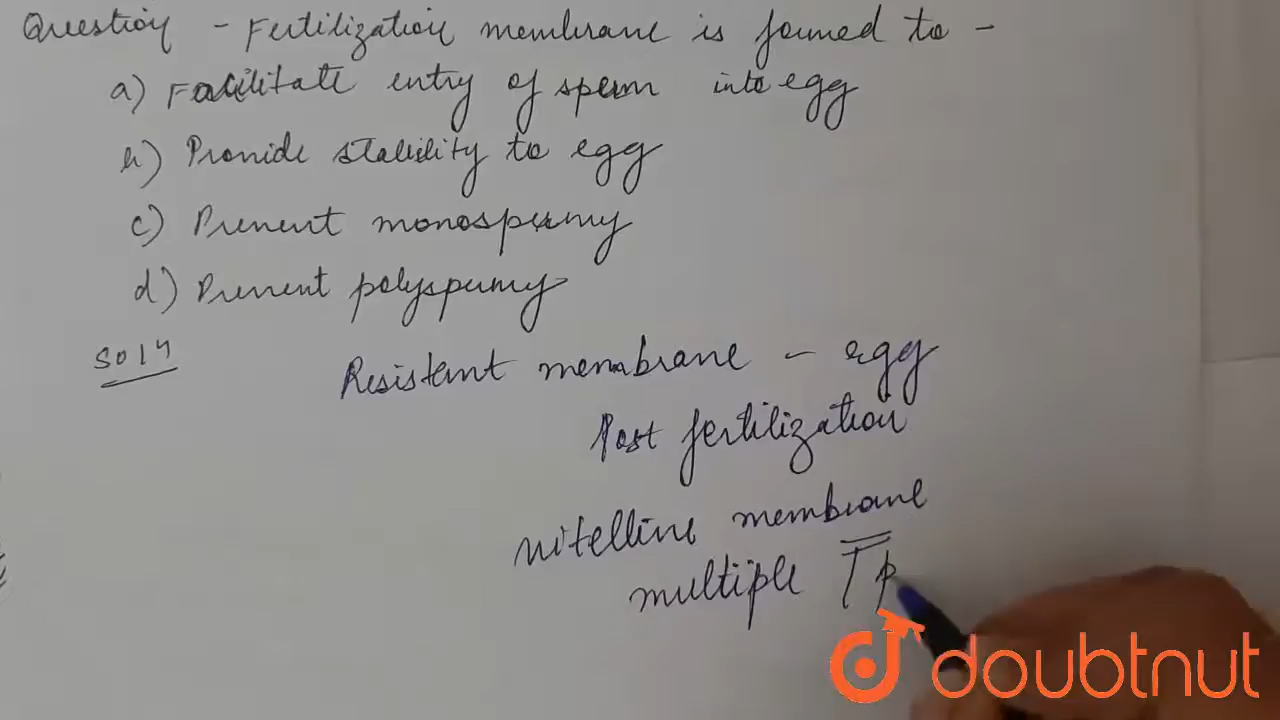 Question - Fertilization membrane is formed to -
a) Facilitate entry of sperm into egg
b) Provide stability to egg
c) Prevent monospermy
d) Prevent polyspermy
Soln
Resistant membrane - egg
Post fertilization
vitelline membrane
multiple Tp
doubtnut